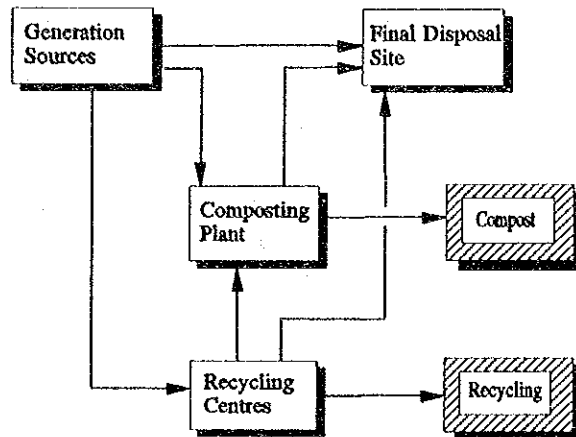 Generation
Sources
Final Disposal
Site
Composting
Plant
Compost
Recycling
Centres
Recycling